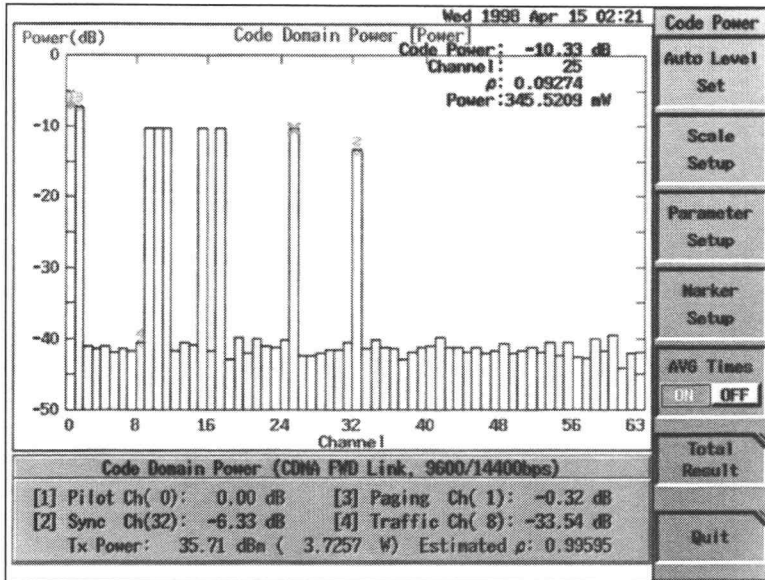 Wed 1998 Apr 15 02:21
Code Power
Power(dB)
Code Domain Power [Power]
Code Power: -10.33 dB
Channel: 25
ρ: 0.09274
Power:345.5209 mW
0
-10
-20
-30
-40
-50
2
4
0
8
16
24
32
40
48
56
63
Channel
Auto Level
Set
Scale
Setup
Parameter
Setup
Marker
Setup
AVG Times
ON OFF
Total
Result
Quit
Code Domain Power (CDMA FWD Link, 9600/14400bps)
[1] Pilot Ch( 0): 0.00 dB [3] Paging Ch( 1): -0.32 dB
[2] Sync Ch(32): -6.33 dB [4] Traffic Ch( 8): -33.54 dB
Tx Power: 35.71 dBm ( 3.7257 W) Estimated ρ: 0.99595